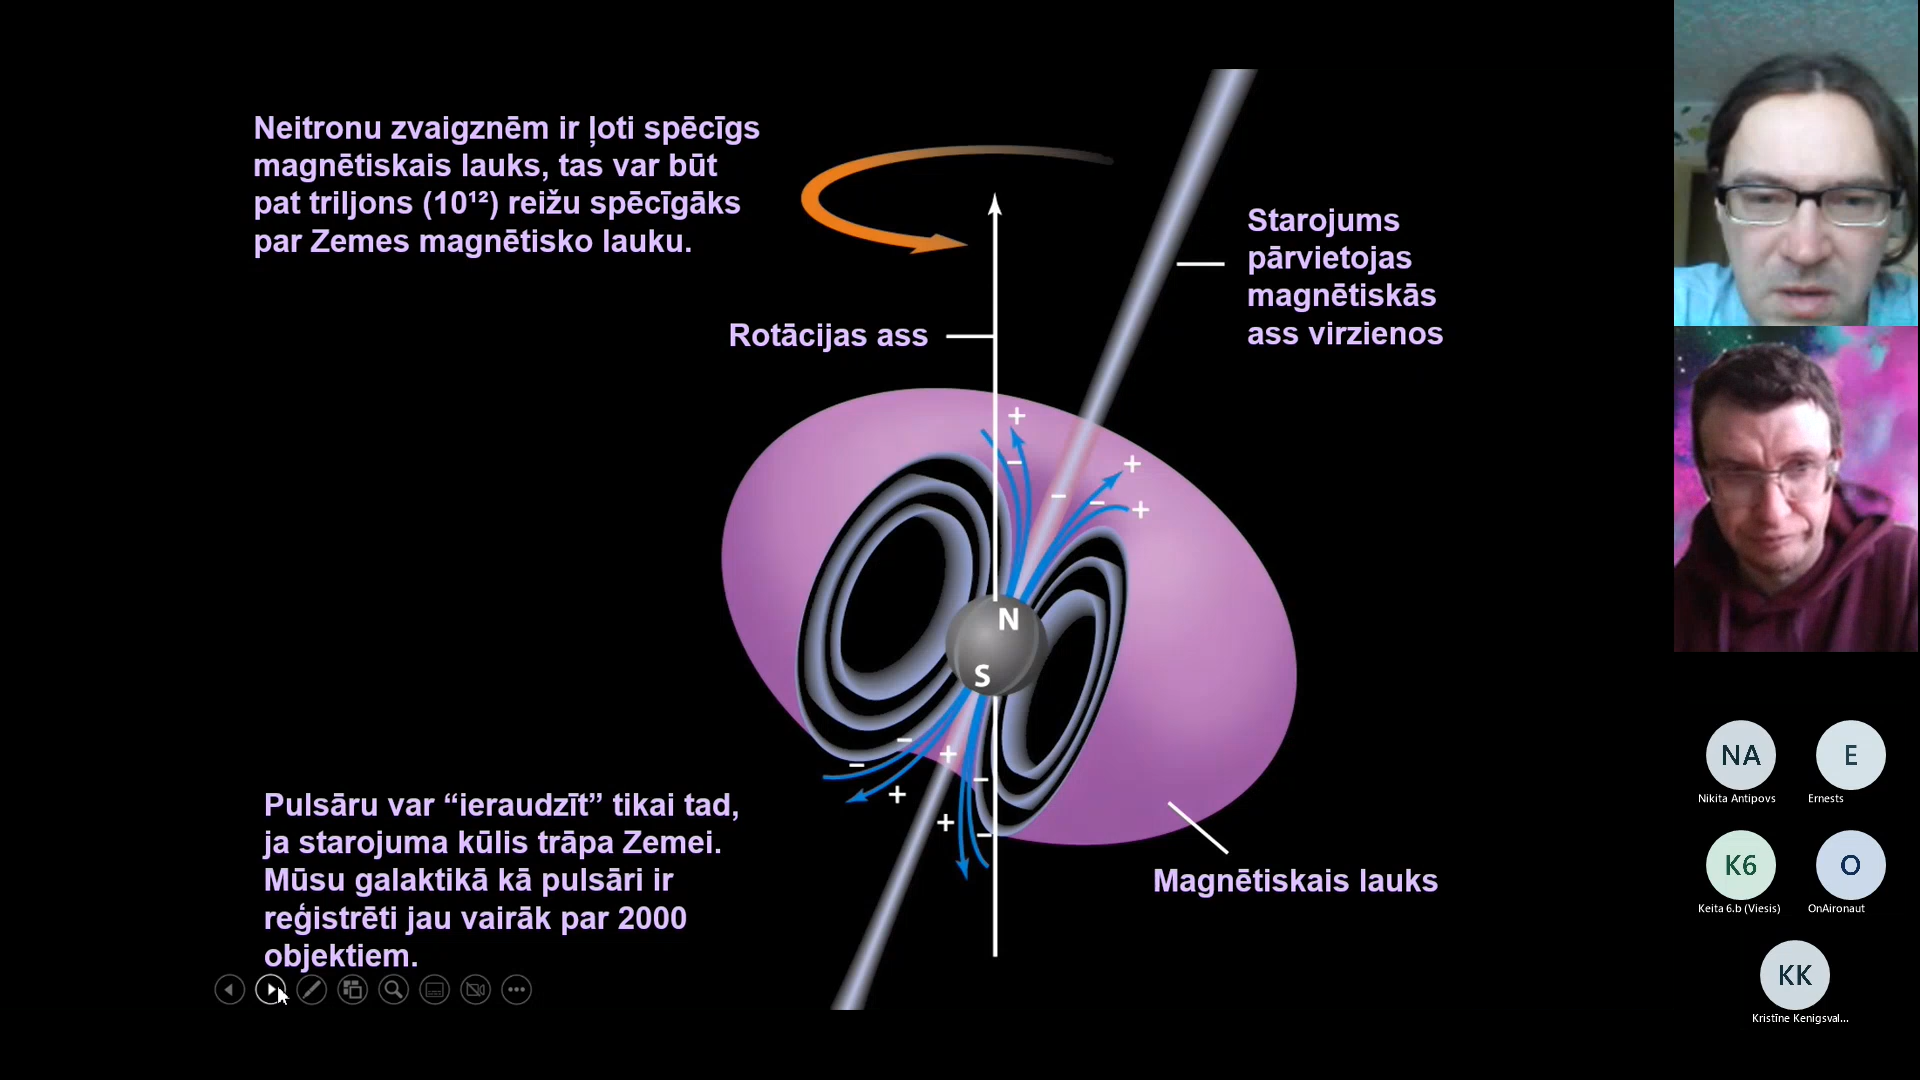 Neitronu zvaigznēm ir ļoti spēcīgs
magnētiskais lauks, tas var būt
pat triljons (10¹²) reižu spēcīgāks
par Zemes magnētisko lauku.
Starojums
pārvietojas
magnētiskās
ass virzienos
Rotācijas ass
+
−
+
−
−
+
N
S
−
+
−
−
+
+
−
Pulsāru var “ieraudzīt” tikai tad,
ja starojuma kūlis trāpa Zemei.
Mūsu galaktikā kā pulsāri ir
reģistrēti jau vairāk par 2000
objektiem.
Magnētiskais lauks
NA
Nikita Antipovs
E
Ernests
K6
Keita 6.b (Viesis)
O
OnAironaut
KK
Kristīne Kenigsval...